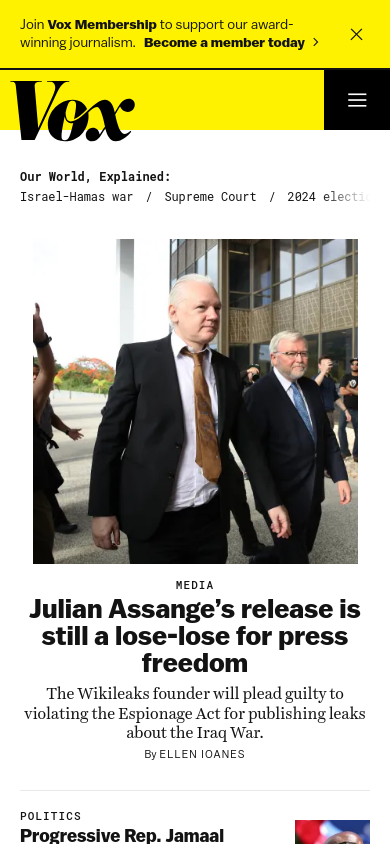 Join Vox Membership to support our award-
winning journalism. Become a member today
Vox
Our World, Explained:
Israel-Hamas war / Supreme Court / 2024 election
MEDIA
Julian Assange’s release is
still a lose-lose for press
freedom
The Wikileaks founder will plead guilty to
violating the Espionage Act for publishing leaks
about the Iraq War.
By ELLEN IOANES
POLITICS
Progressive Rep. Jamaal